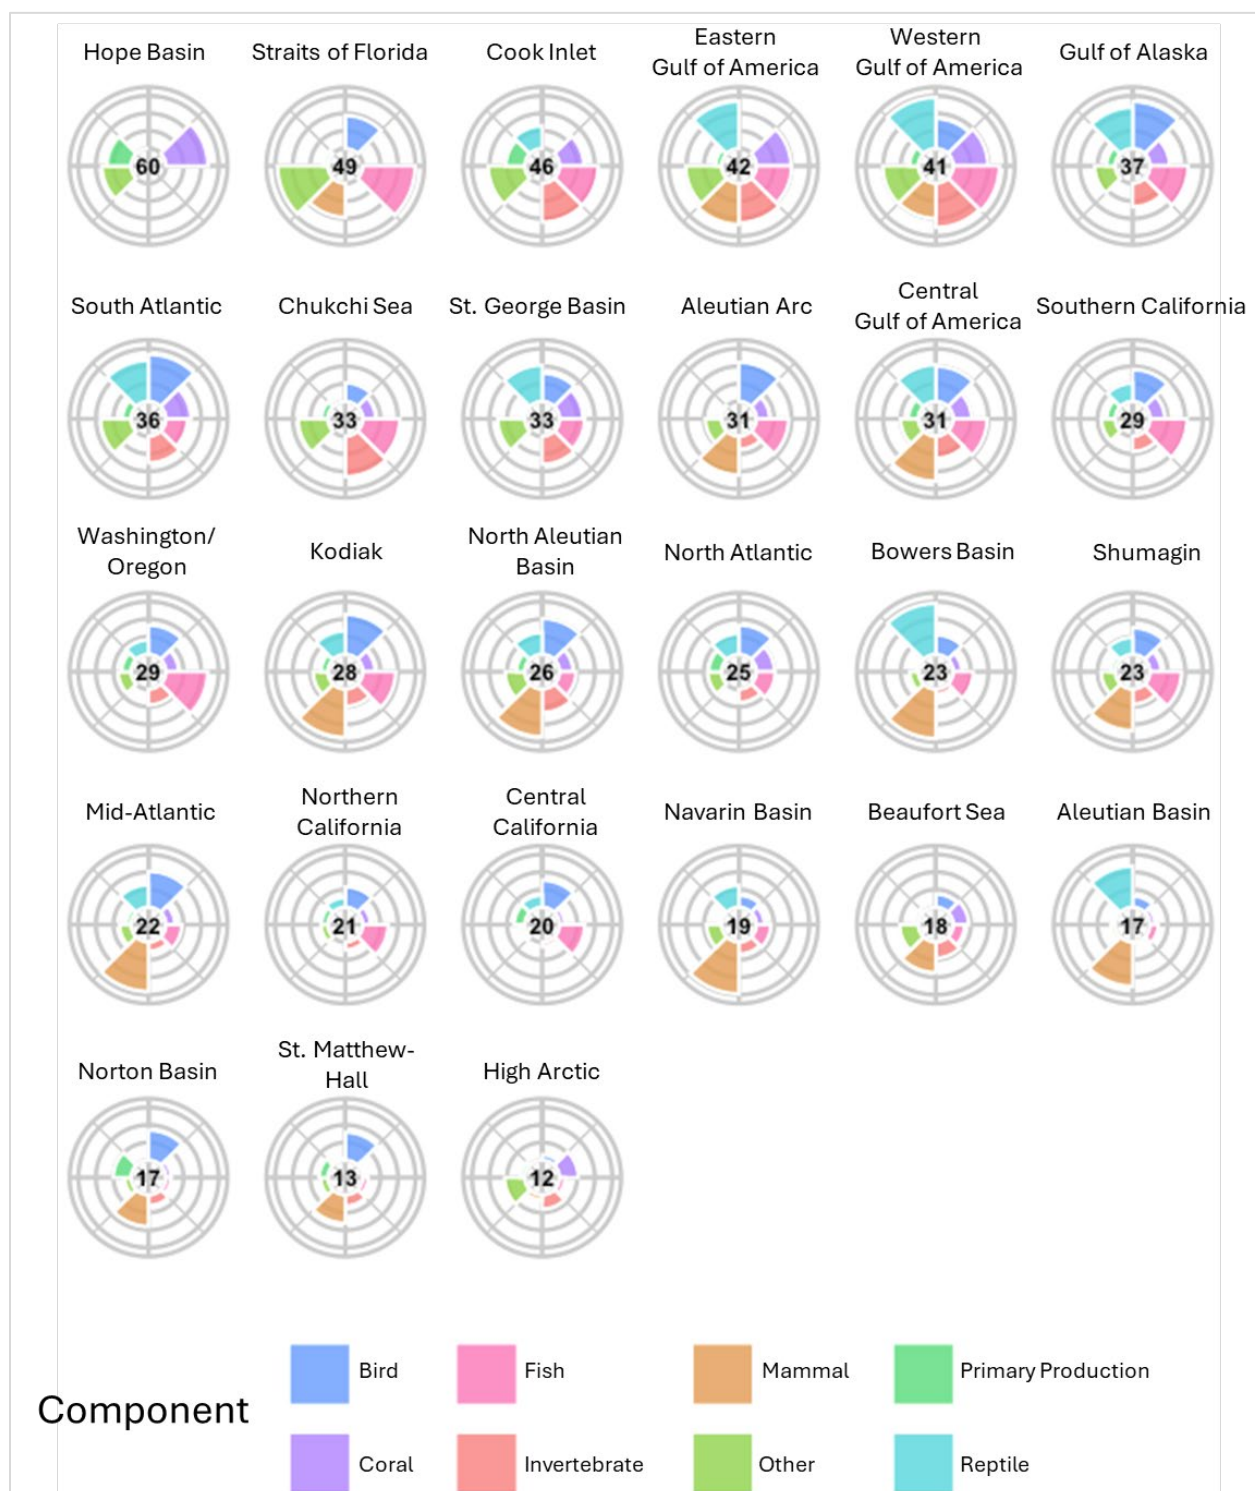 Hope Basin
Straits of Florida
Cook Inlet
Eastern
Gulf of America
Western
Gulf of America
Gulf of Alaska
60
49
46
42
41
37
South Atlantic
Chukchi Sea
St. George Basin
Aleutian Arc
Central
Gulf of America
Southern California
36
33
33
31
31
29
Washington/
Oregon
Kodiak
North Aleutian
Basin
North Atlantic
Bowers Basin
Shumagin
29
28
26
25
23
23
Mid-Atlantic
Northern
California
Central
California
Navarin Basin
Beaufort Sea
Aleutian Basin
22
21
20
19
18
17
Norton Basin
St. Matthew-
Hall
High Arctic
17
13
12
Component
Bird
Fish
Mammal
Primary Production
Coral
Invertebrate
Other
Reptile